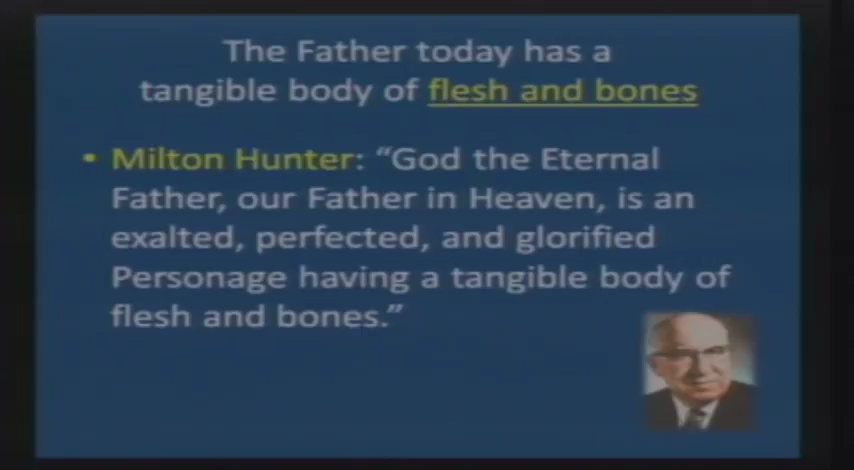 The Father today has a
tangible body of flesh and bones
• Milton Hunter: “God the Eternal
Father, our Father in Heaven, is an
exalted, perfected, and glorified
Personage having a tangible body of
flesh and bones.”